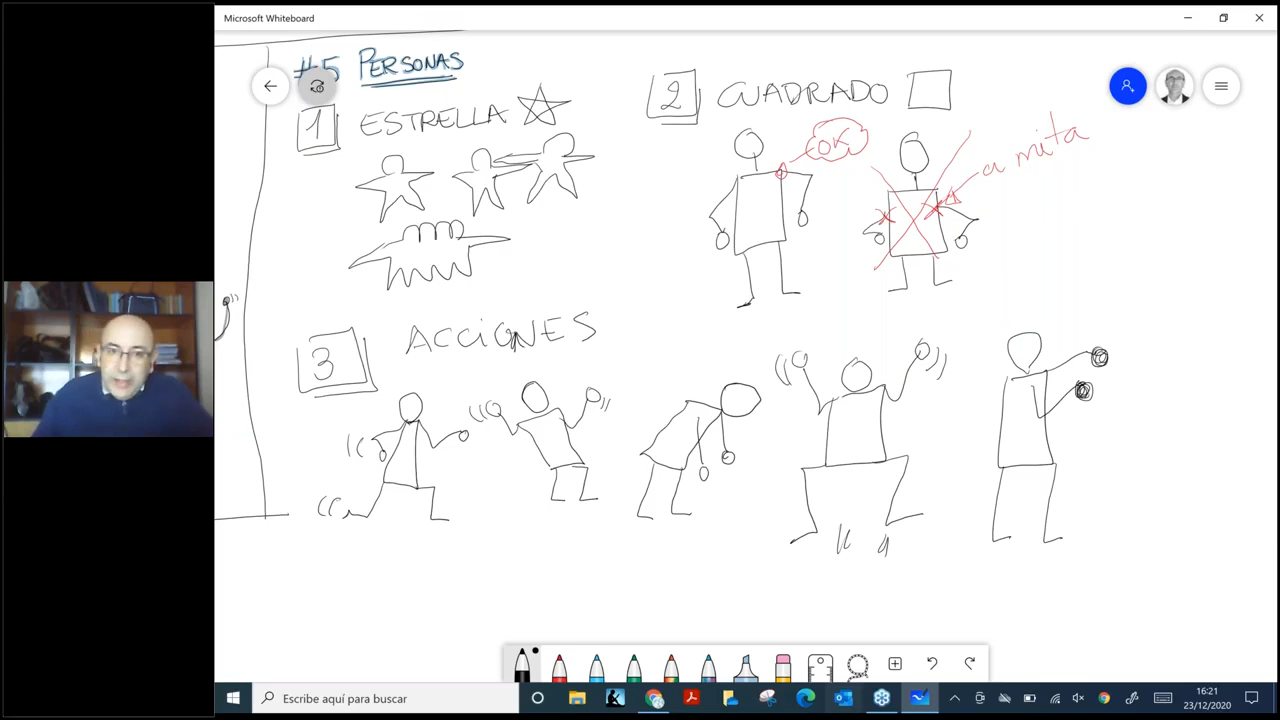 Microsoft Whiteboard
#5 PERSONAS
1 ESTRELLA
2 CUADRADO
OK
a mita
3 ACCIONES
Escribe aquí para buscar
16:21
23/12/2020